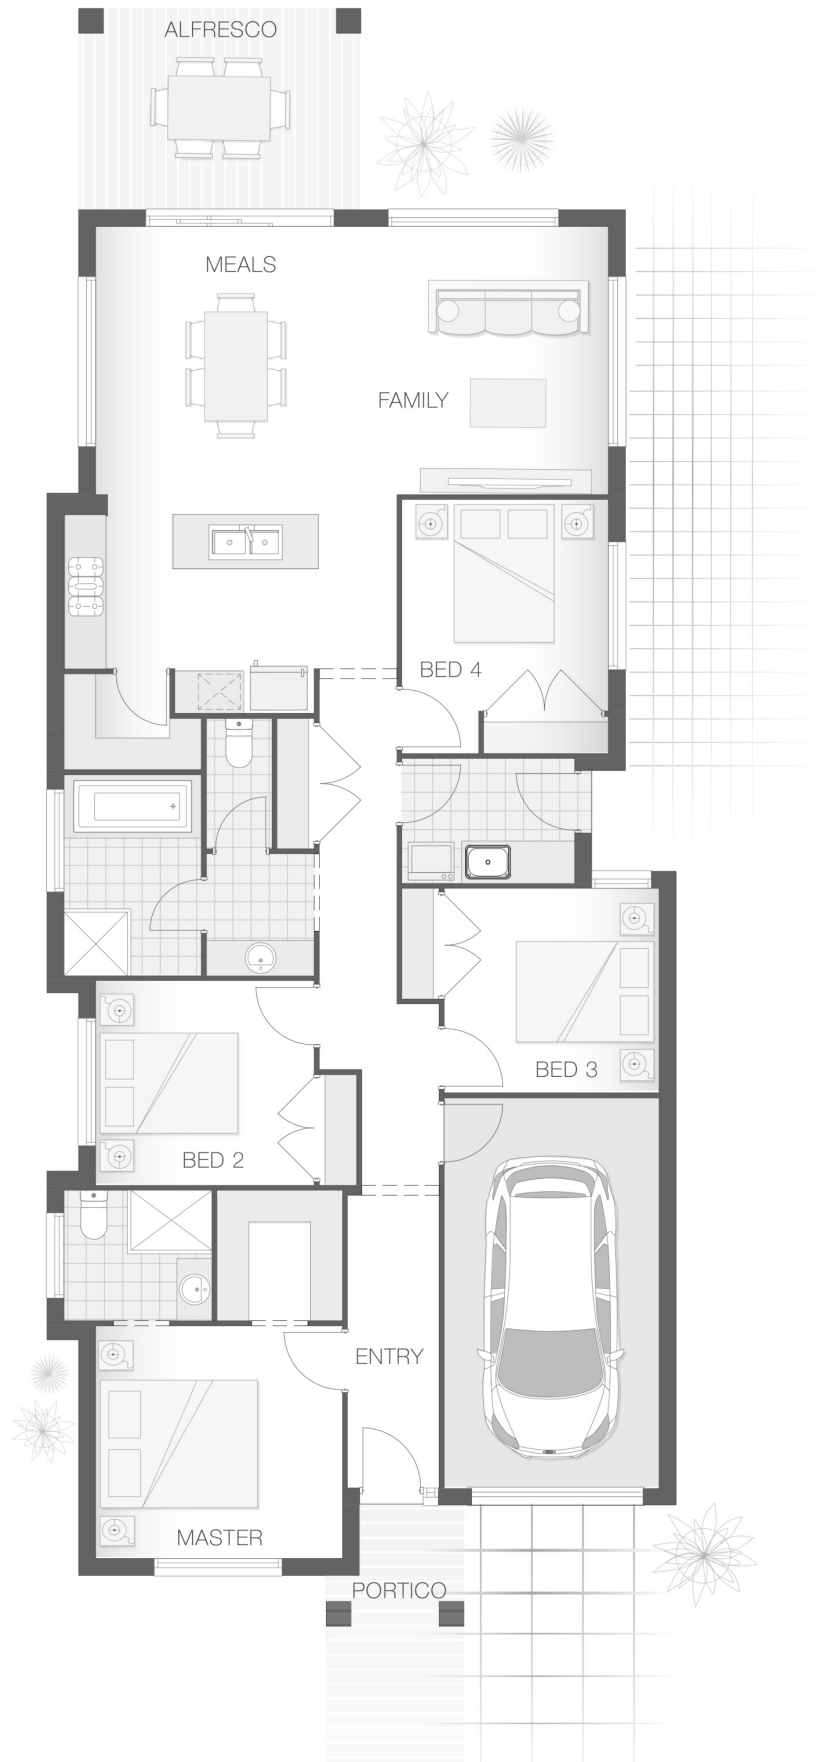 ALFRESCO
MEALS
FAMILY
BED 4
BED 3
BED 2
ENTRY
MASTER
PORTICO